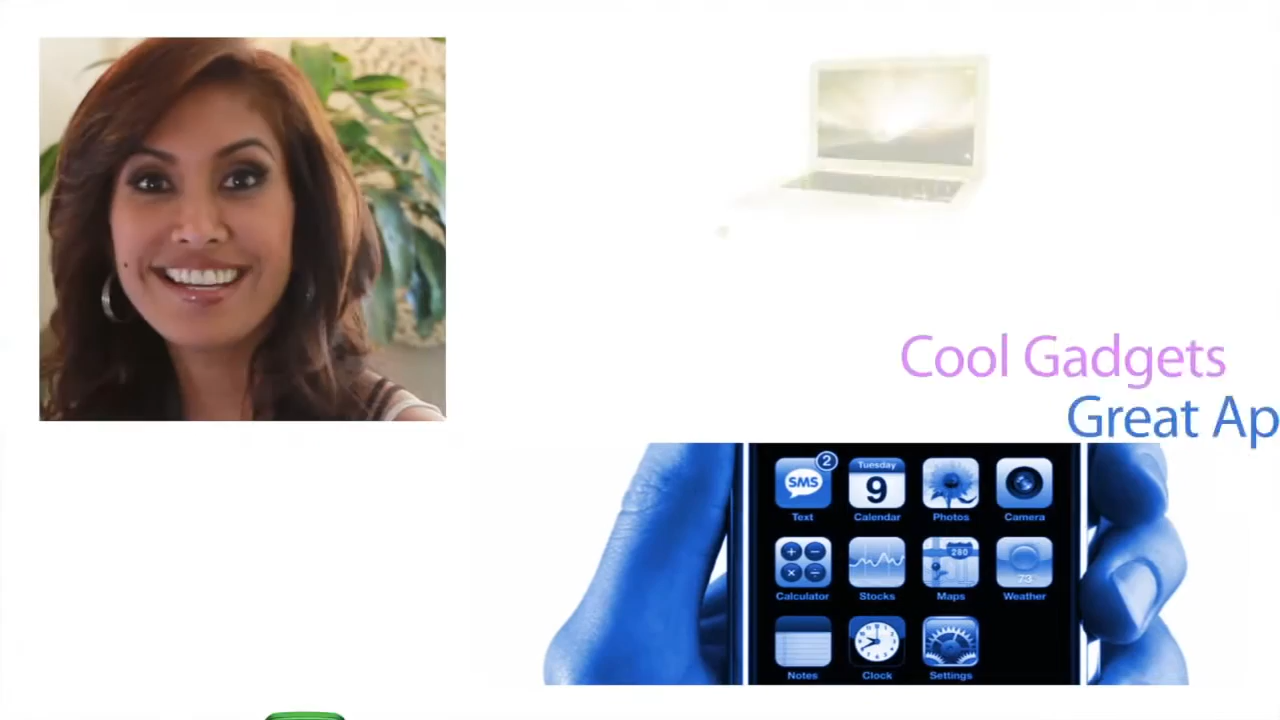 Cool Gadgets
Great Ap
2
SMS
Tuesday
9
Text Calendar Photos Camera
280
73°
Calculator Stocks Maps Weather
Notes Clock Settings